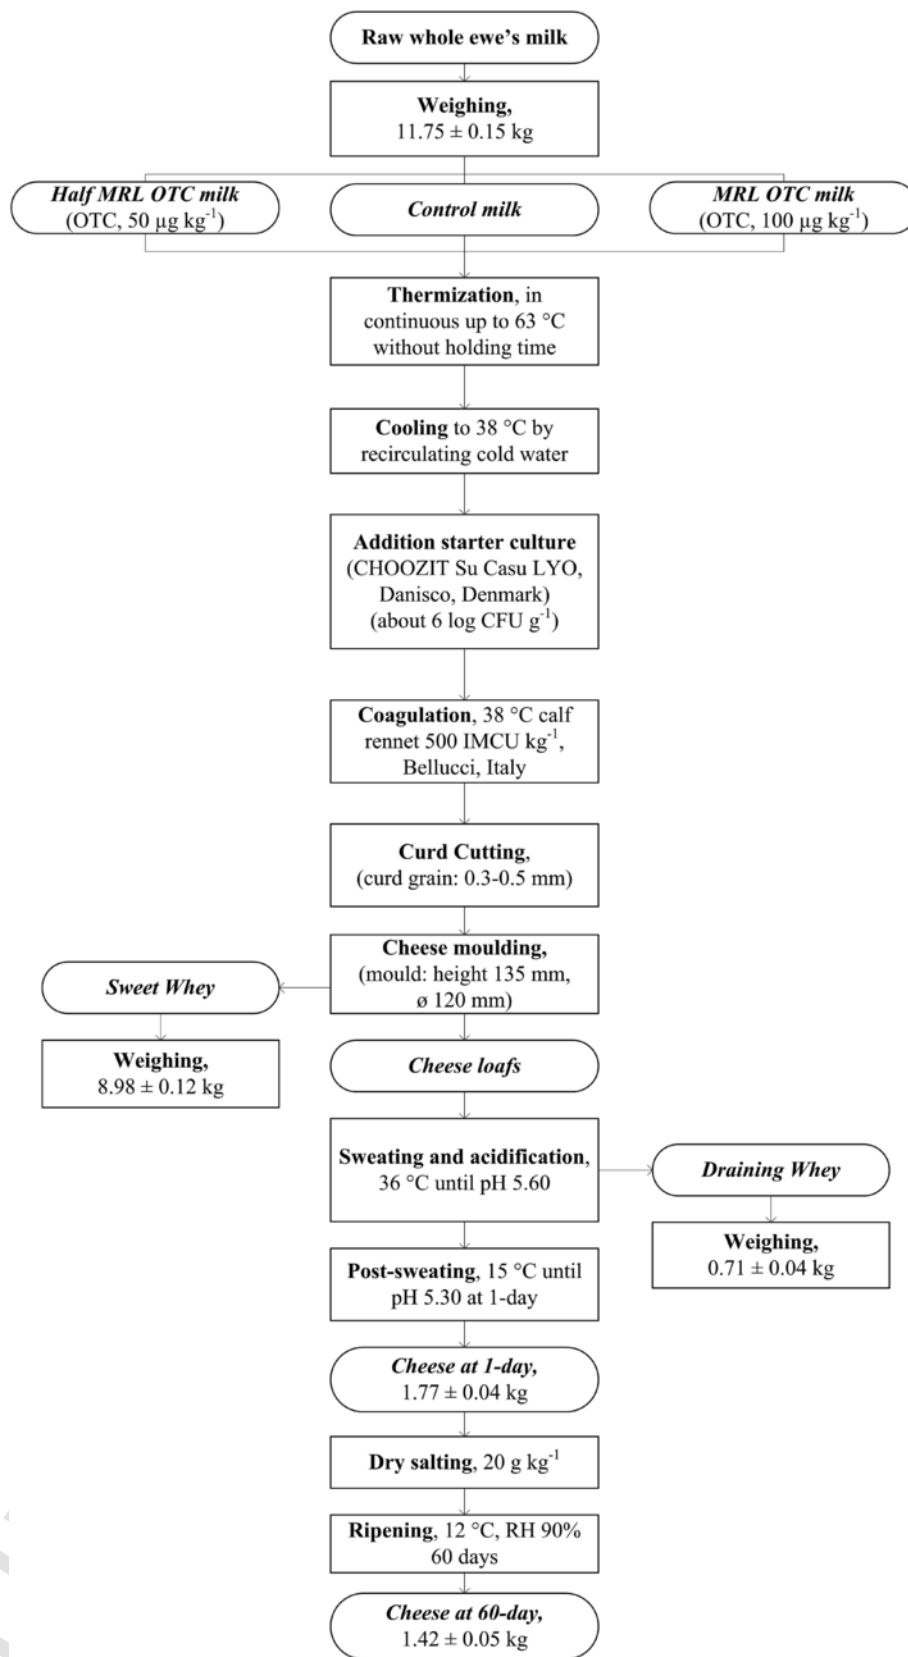 Raw whole ewe's milk
Weighing,
11.75 ± 0.15 kg
Half MRL OTC milk
(OTC, 50 µg kg⁻¹)
Control milk
MRL OTC milk
(OTC, 100 µg kg⁻¹)
Thermization, in
continuous up to 63 °C
without holding time
Cooling to 38 °C by
recirculating cold water
Addition starter culture
(CHOOZIT Su Casu LYO,
Danisco, Denmark)
(about 6 log CFU g⁻¹)
Coagulation, 38 °C calf
rennet 500 IMCU kg⁻¹,
Bellucci, Italy
Curd Cutting,
(curd grain: 0.3-0.5 mm)
Cheese moulding,
(mould: height 135 mm,
ø 120 mm)
Sweet Whey
Weighing,
8.98 ± 0.12 kg
Cheese loafs
Sweating and acidification,
36 °C until pH 5.60
Draining Whey
Weighing,
0.71 ± 0.04 kg
Post-sweating, 15 °C until
pH 5.30 at 1-day
Cheese at 1-day,
1.77 ± 0.04 kg
Dry salting, 20 g kg⁻¹
Ripening, 12 °C, RH 90%
60 days
Cheese at 60-day,
1.42 ± 0.05 kg